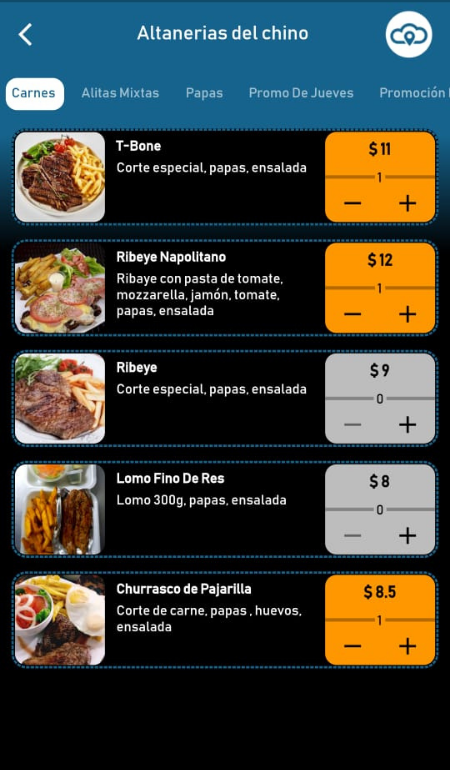 Altanerias del chino
Carnes Alitas Mixtas Papas Promo De Jueves Promoción
T-Bone
Corte especial, papas, ensalada
$ 11
1
− +
Ribeye Napolitano
Ribaye con pasta de tomate,
mozzarella, jamón, tomate,
papas, ensalada
$ 12
1
− +
Ribeye
Corte especial, papas, ensalada
$ 9
0
− +
Lomo Fino De Res
Lomo 300g, papas, ensalada
$ 8
0
− +
Churrasco de Pajarilla
Corte de carne, papas , huevos,
ensalada
$ 8.5
1
− +